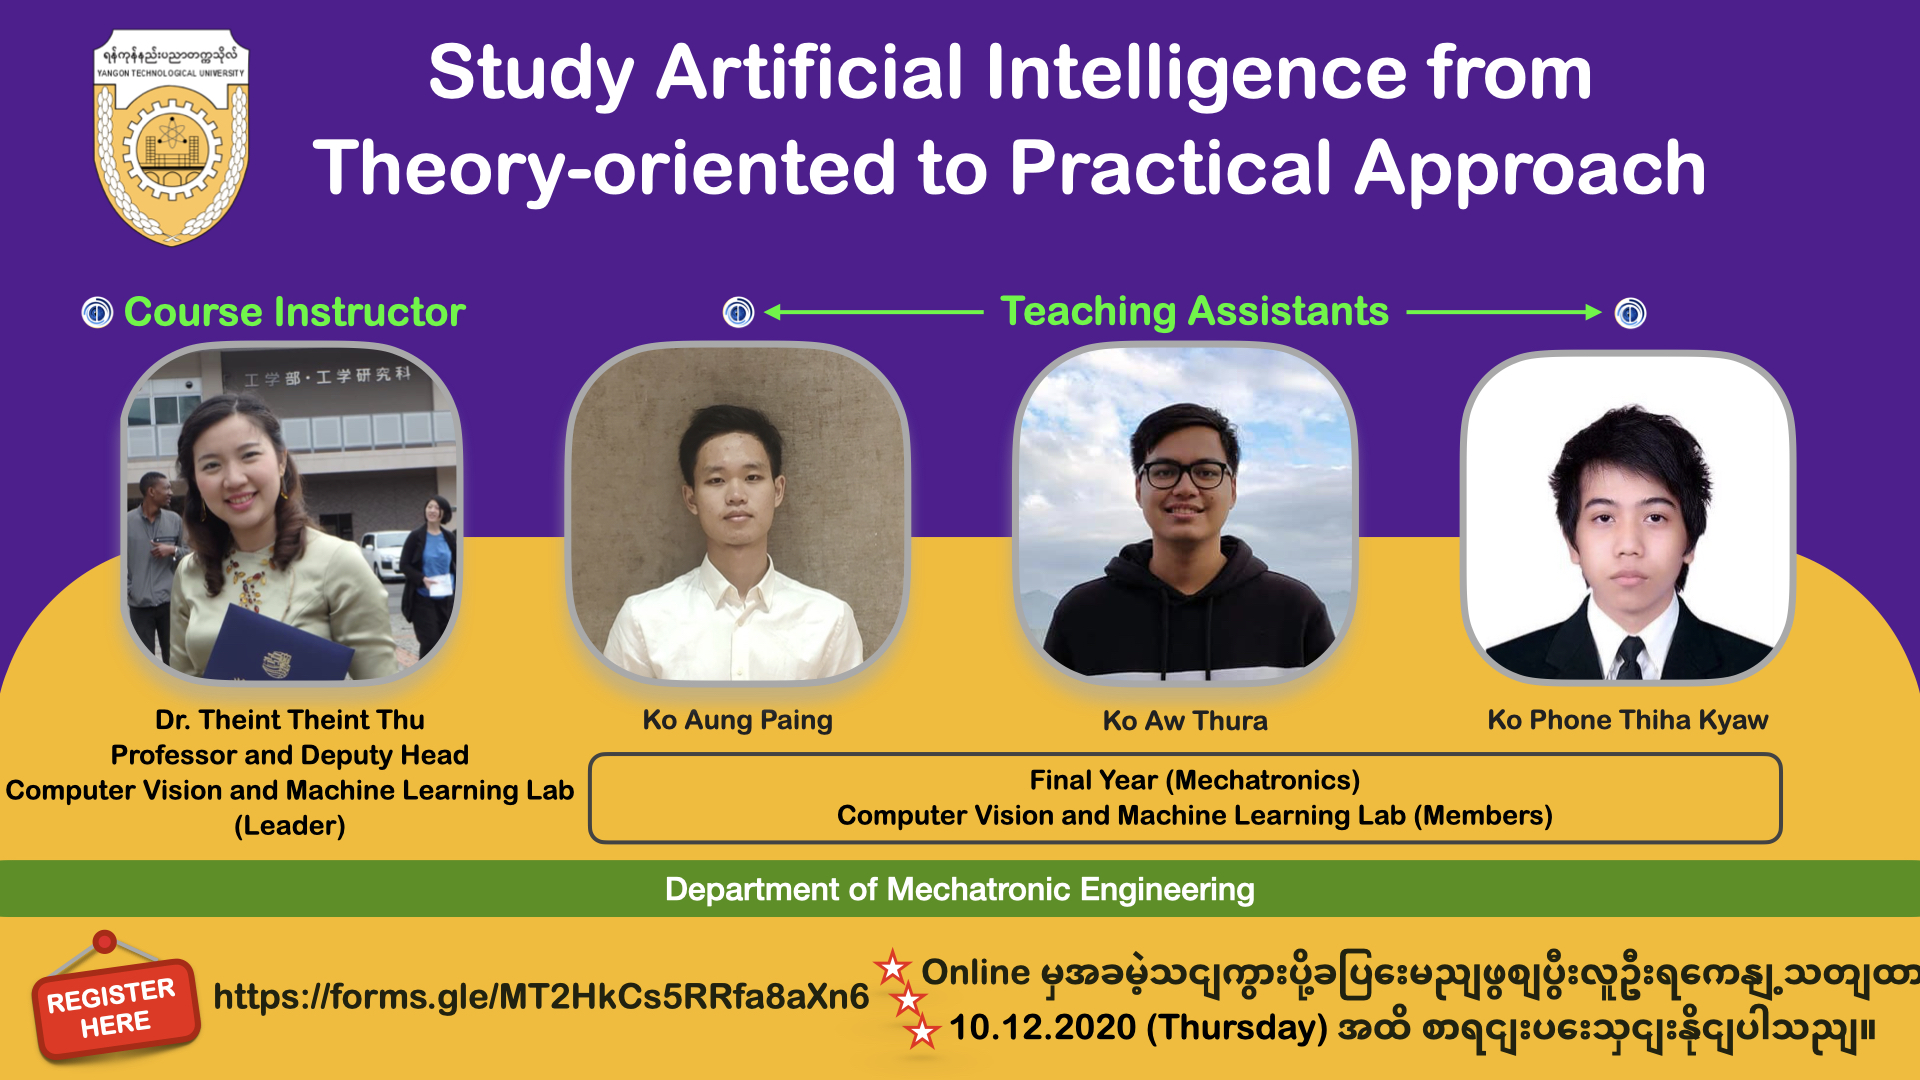 ရန်ကုန်နည်းပညာတက္ကသိုလ်
YANGON TECHNOLOGICAL UNIVERSITY
Study Artificial Intelligence from
Theory-oriented to Practical Approach
Course Instructor
Teaching Assistants
工学部・工学研究科
Dr. Theint Theint Thu
Professor and Deputy Head
Computer Vision and Machine Learning Lab
(Leader)
Ko Aung Paing
Ko Aw Thura
Ko Phone Thiha Kyaw
Final Year (Mechatronics)
Computer Vision and Machine Learning Lab (Members)
Department of Mechatronic Engineering
REGISTER
HERE
https://forms.gle/MT2HkCs5RRfa8aXn6
Online မှအခမဲ့သငျကွားပို့ခပြေးမညျဖွစျပွီးလူဦးရကေနျ့သတျထာ
10.12.2020 (Thursday) အထိ စာရငျးပေးသှငျးနိုငျပါသညျ။